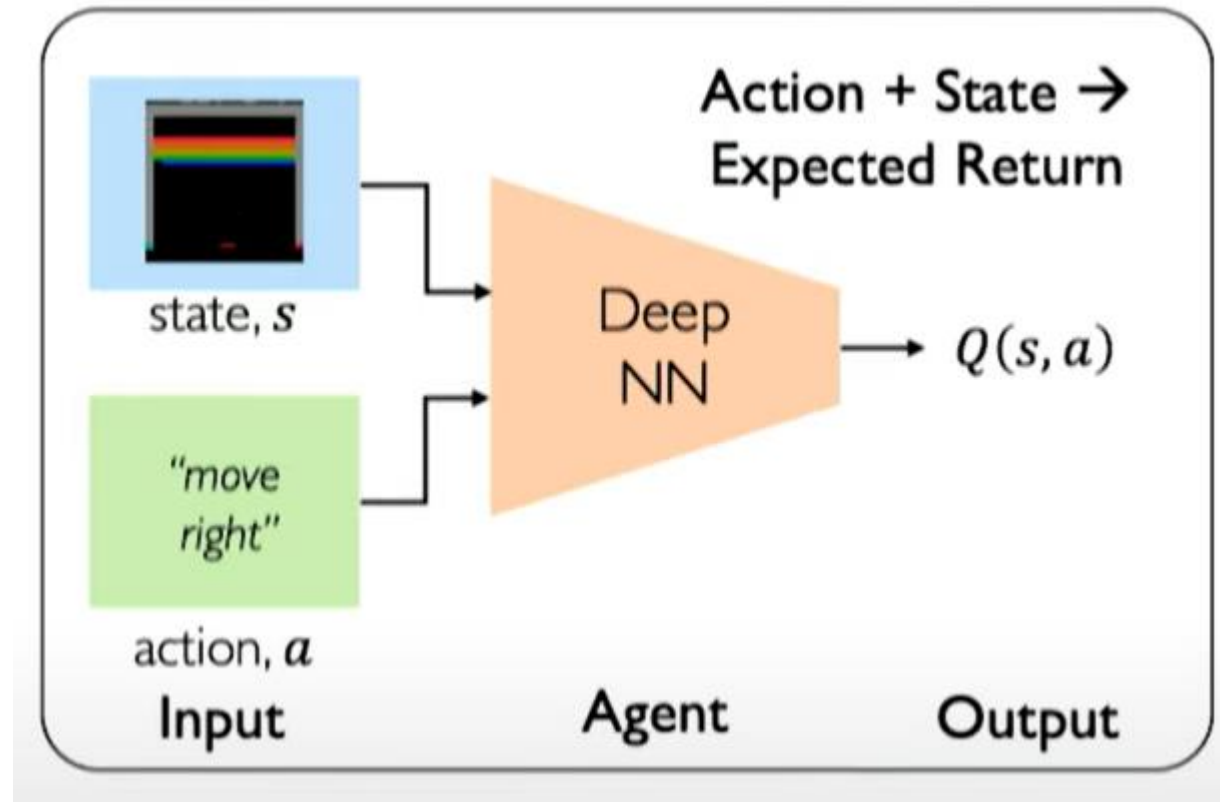 Action + State →
Expected Return
state, s
"move
right"
action, a
Deep
NN
Q(s, a)
Input
Agent
Output